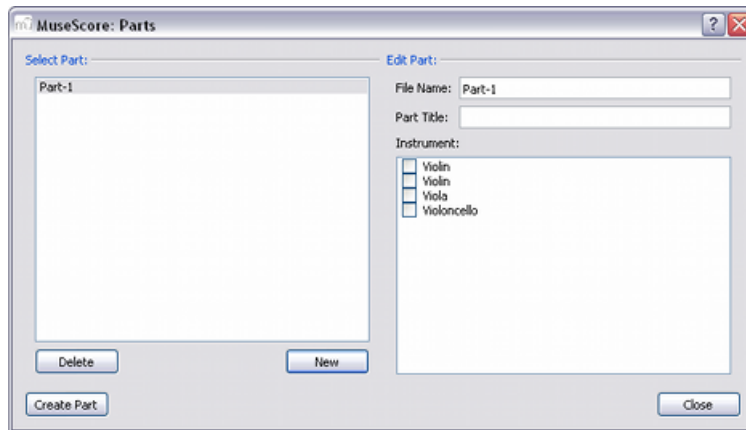 MuseScore: Parts
Select Part:
Part-1
Delete
New
Create Part
Edit Part:
File Name: Part-1
Part Title:
Instrument:
Violin
Violin
Viola
Violoncello
Close